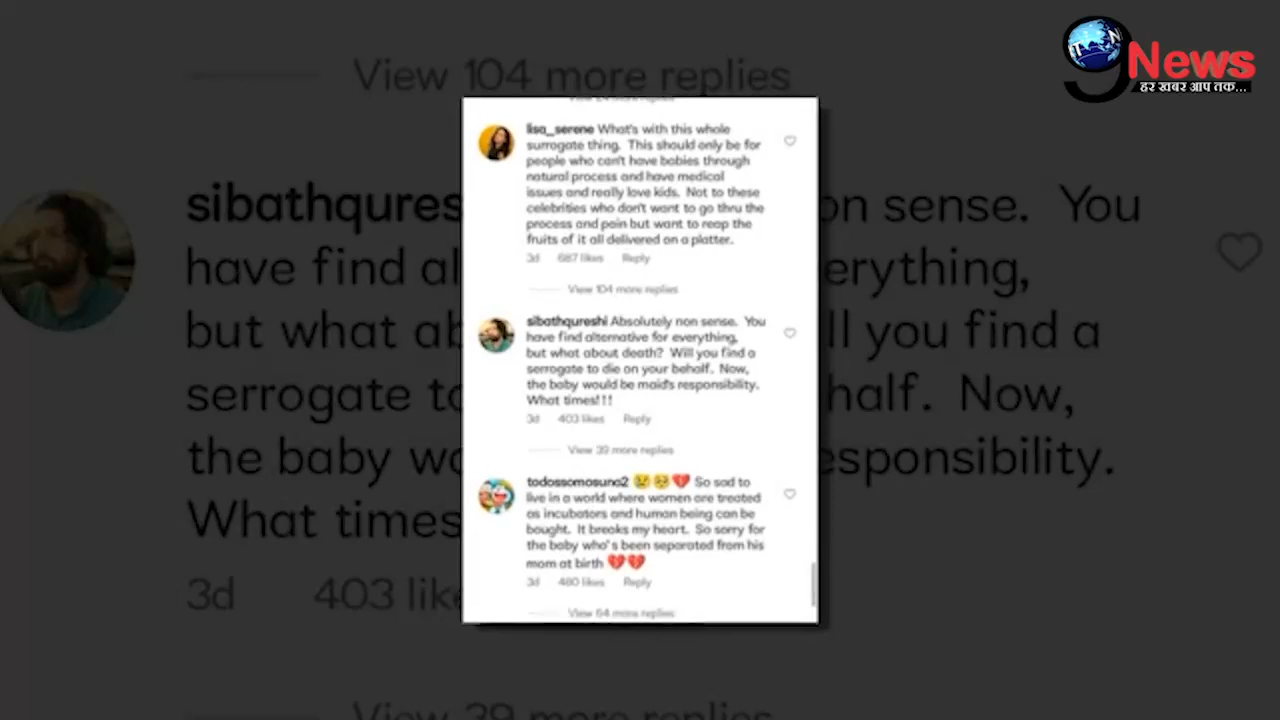 View 104 more replies
TN
9 News
हर खबर आप तक...
lisa_serene What's with this whole
surrogate thing. This should only be for
people who can't have babies through
natural process and have medical
issues and really love kids. Not to these
celebrities who don't want to go thru the
process and pain but want to reap the
fruits of it all delivered on a platter.
3d 687 likes Reply
View 104 more replies
sibathqureshi Absolutely non sense. You
have find alternative for everything,
but what about death? Will you find a
serrogate to die on your behalf. Now,
the baby would be maid's responsibility.
What times!!!
3d 403 likes Reply
View 39 more replies
todossomosuno2 😢🥺💔 So sad to
live in a world where women are treated
as incubators and human being can be
bought. It breaks my heart. So sorry for
the baby who's been separated from his
mom at birth 💔💔
3d 480 likes Reply
View 64 more replies
sibathqures on sense. You
have find al erything,
but what ab ll you find a
serrogate to half. Now,
the baby wo esponsibility.
What times
3d 403 like
View 39 more replies